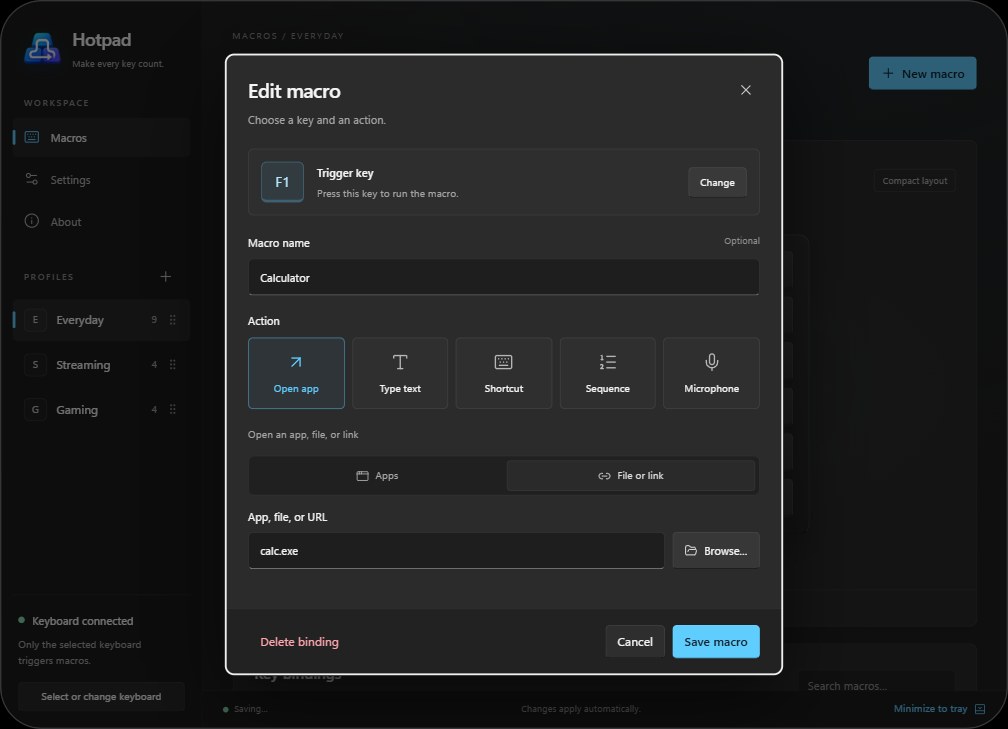 Hotpad
Make every key count.
WORKSPACE
Macros
Settings
About
PROFILES
E Everyday 9
S Streaming 4
G Gaming 4
Keyboard connected
Only the selected keyboard
triggers macros.
Select or change keyboard
MACROS / EVERYDAY
New macro
Compact layout
Edit macro
Choose a key and an action.
F1
Trigger key
Press this key to run the macro.
Change
Macro name
Optional
Calculator
Action
Open app
Type text
Shortcut
Sequence
Microphone
Open an app, file, or link
Apps
File or link
App, file, or URL
calc.exe
Browse...
Delete binding
Cancel
Save macro
Key bindings
Search macros...
Saving...
Changes apply automatically.
Minimize to tray